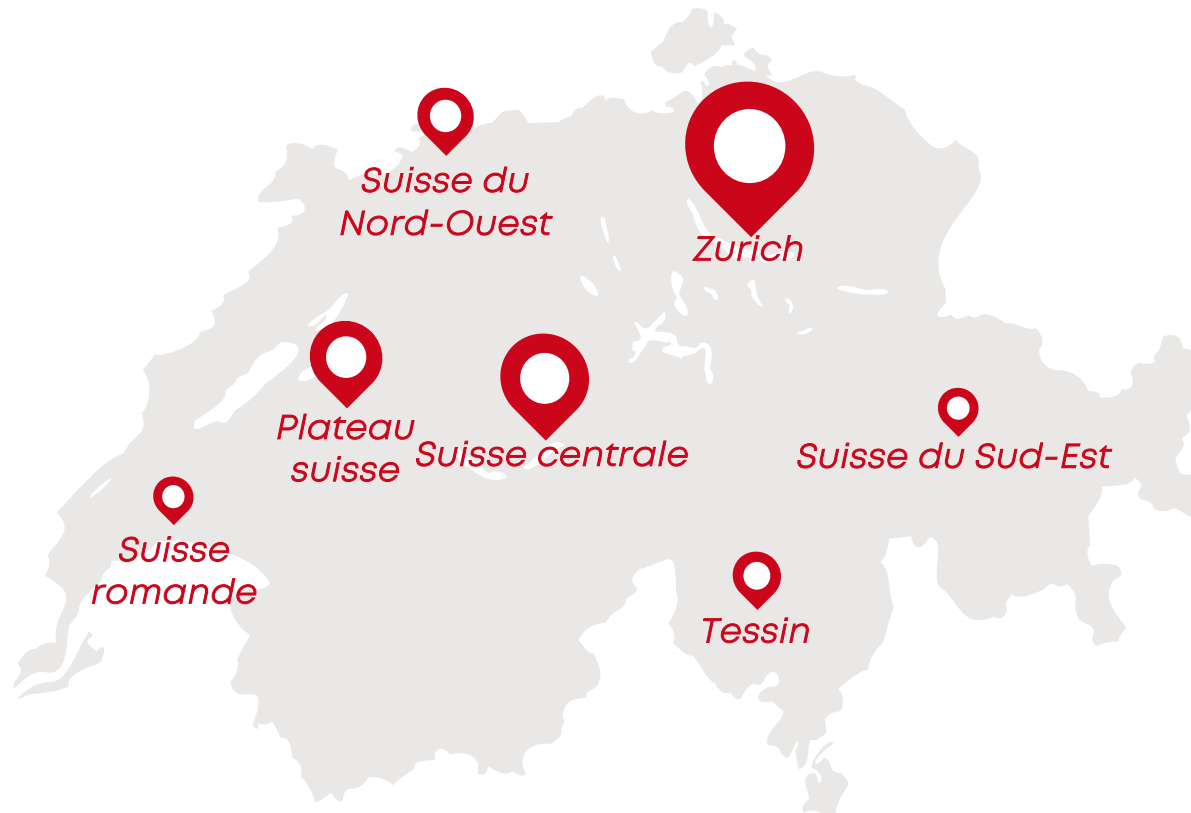 Suisse du
Nord-Ouest
Zurich
Plateau
suisse
Suisse centrale
Suisse du Sud-Est
Suisse
romande
Tessin